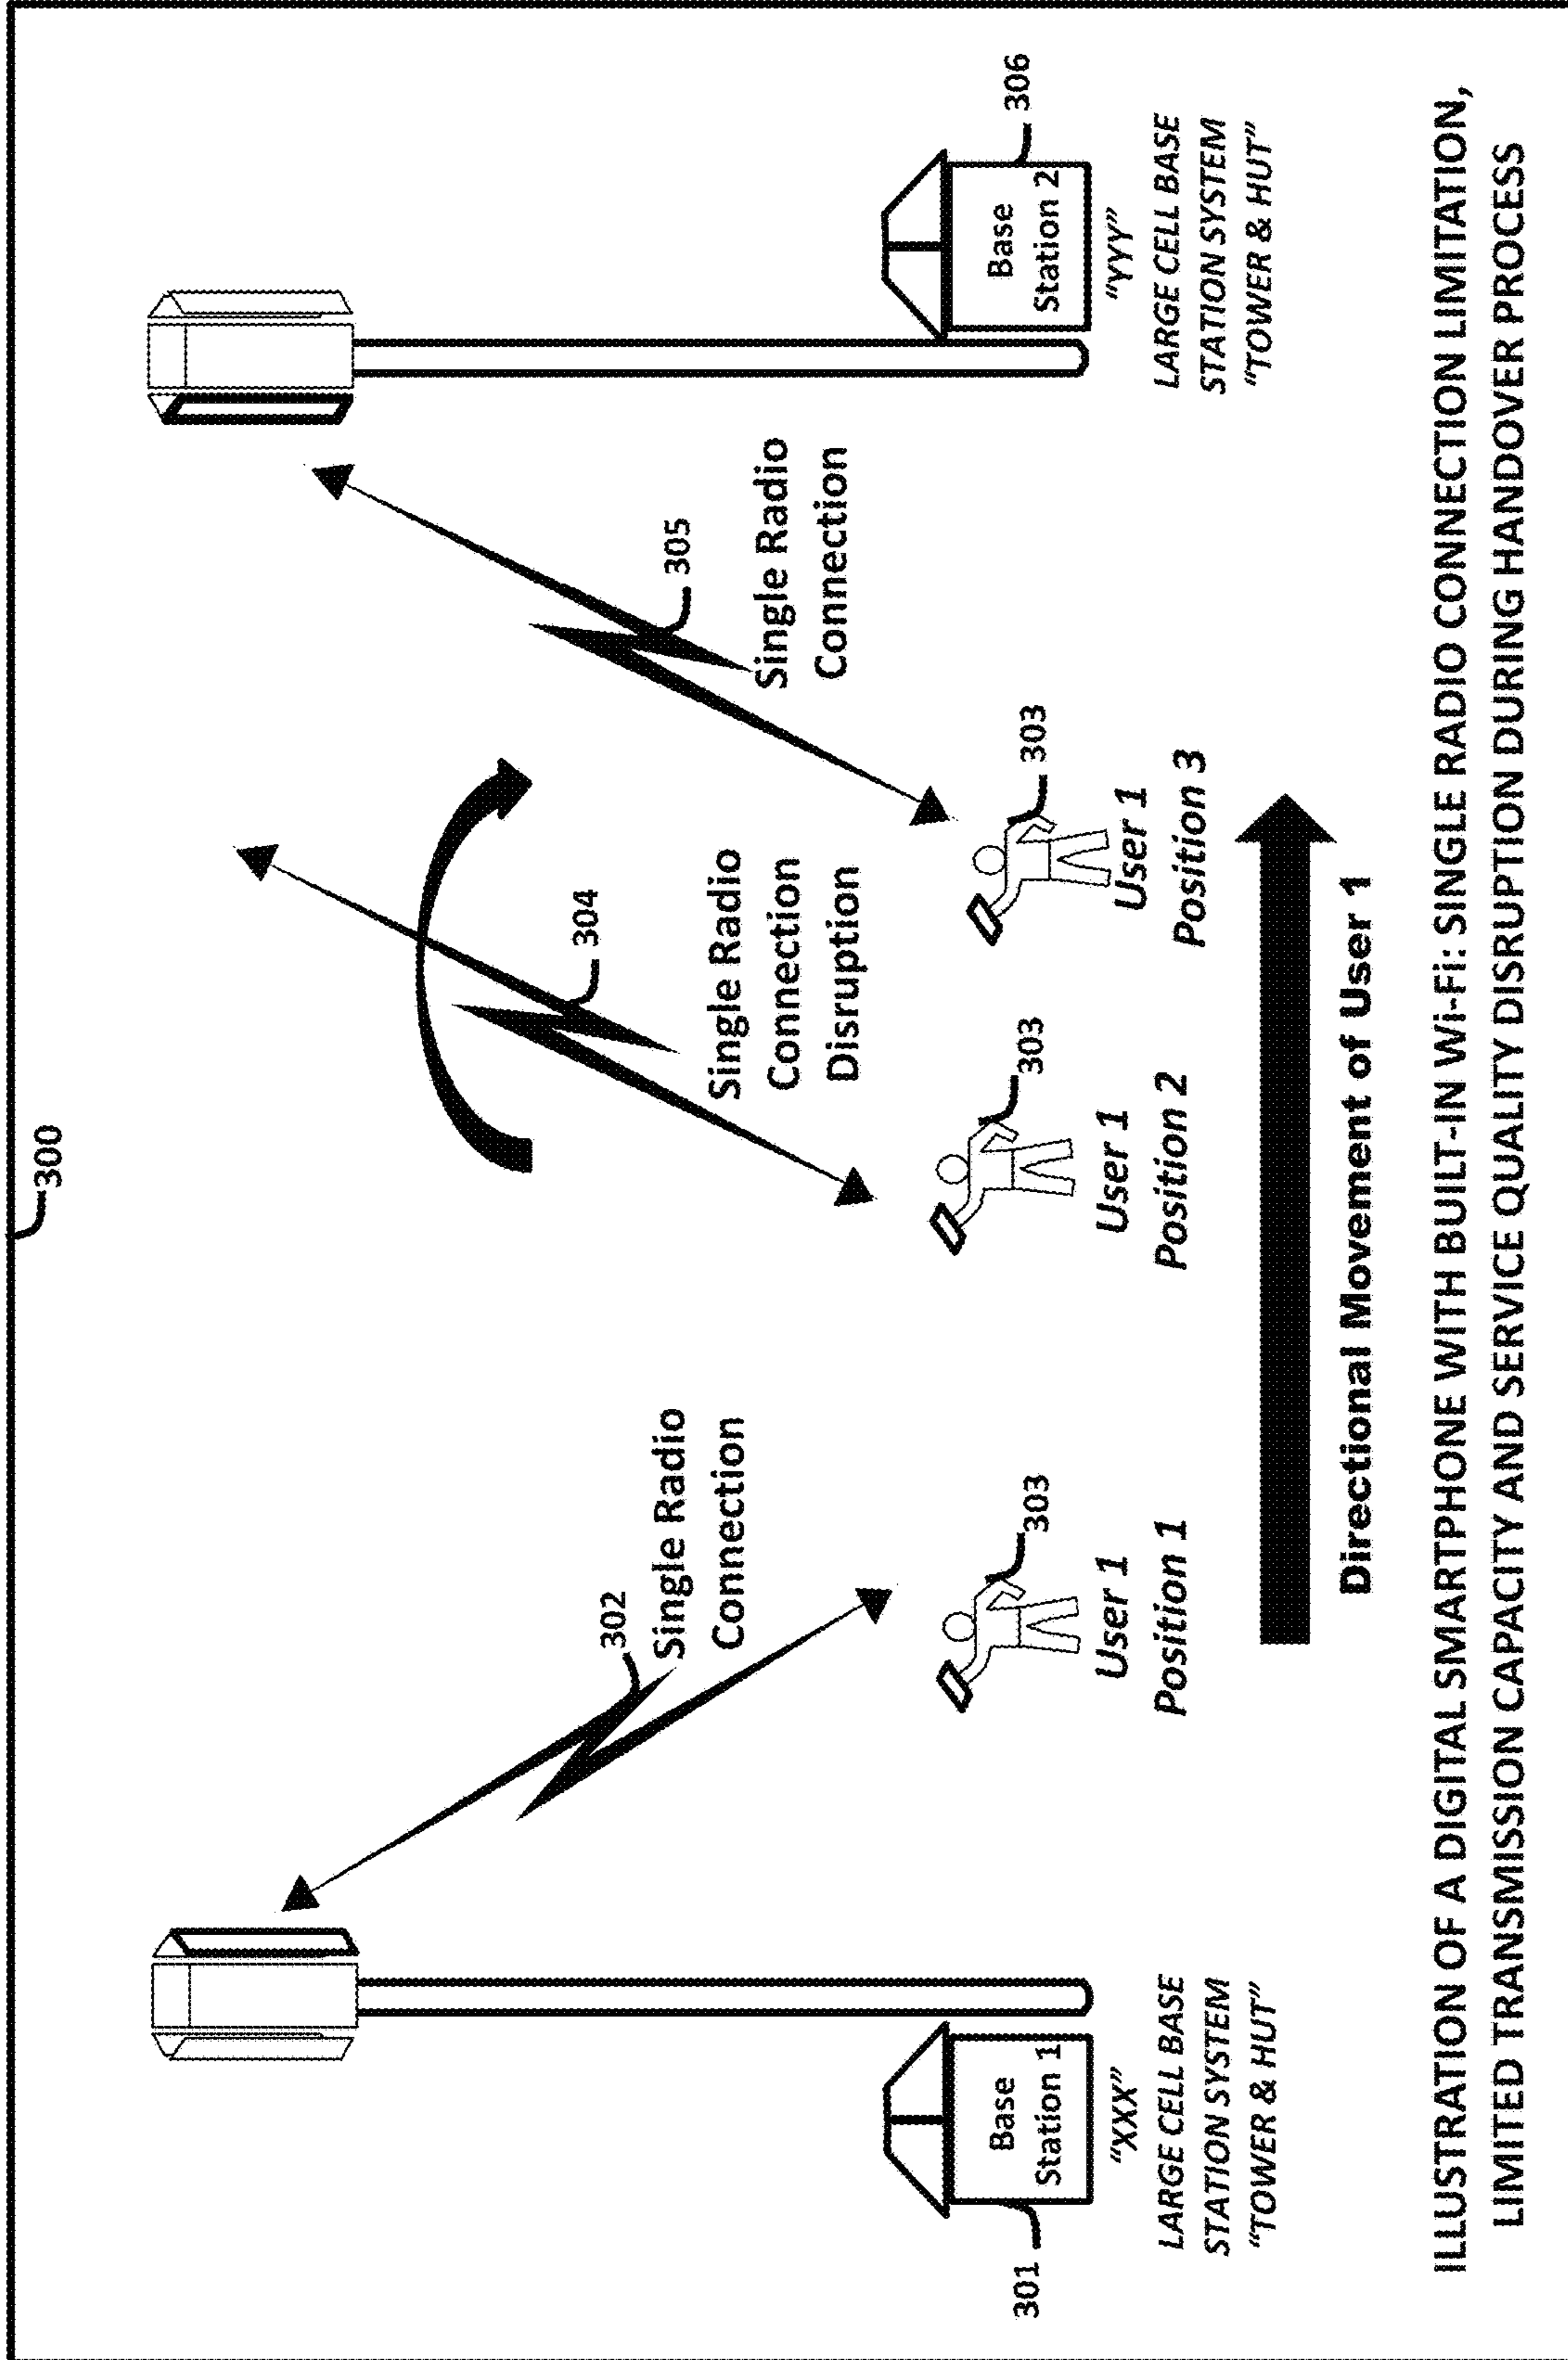 300
302
Single Radio
Connection
304
Single Radio
Connection
Disruption
305
Single Radio
Connection
301
Base
Station 1
"XXX"
LARGE CELL BASE
STATION SYSTEM
"TOWER & HUT"
303
User 1
Position 1
303
User 1
Position 2
303
User 1
Position 3
306
Base
Station 2
"YYY"
LARGE CELL BASE
STATION SYSTEM
"TOWER & HUT"
Directional Movement of User 1
ILLUSTRATION OF A DIGITAL SMARTPHONE WITH BUILT-IN Wi-Fi: SINGLE RADIO CONNECTION LIMITATION,
LIMITED TRANSMISSION CAPACITY AND SERVICE QUALITY DISRUPTION DURING HANDOVER PROCESS